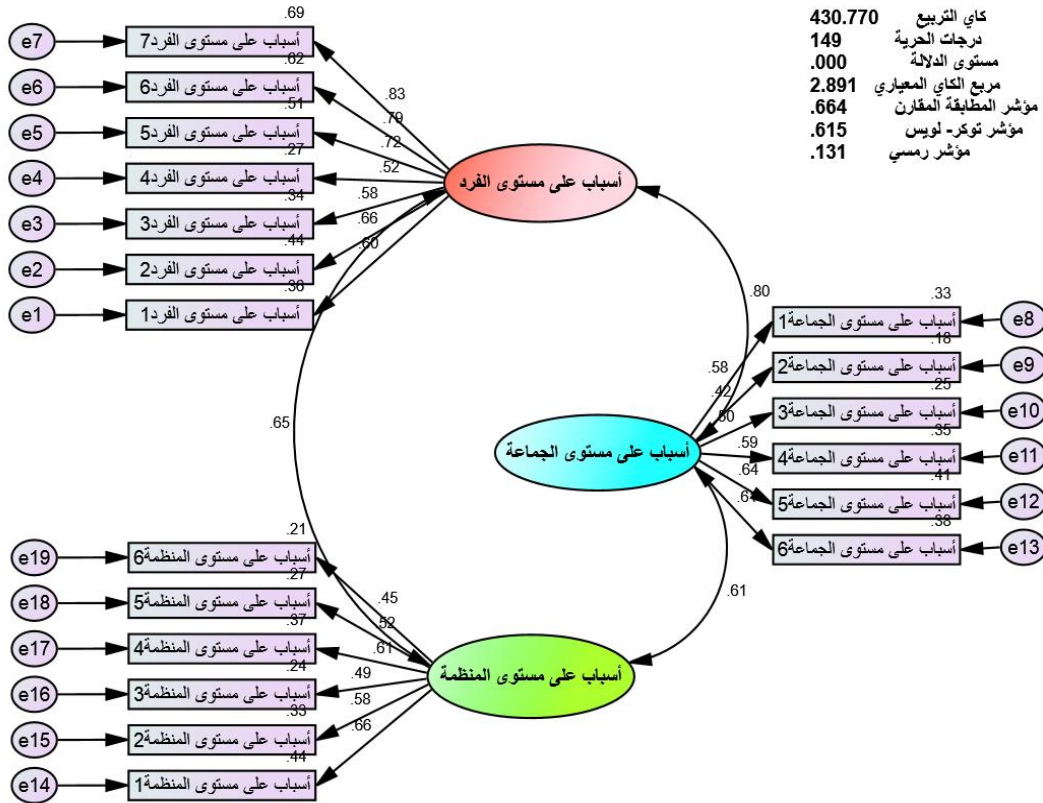 كاي التربيع 430.770
درجات الحرية 149
مستوى الدلالة .000
مربع الكاي المعياري 2.891
مؤشر المطابقة المقارن .664
مؤشر توكر- لويس .615
مؤشر رمسي .131
.69
e7
أسباب على مستوى الفرد7
.62
e6
أسباب على مستوى الفرد6
.51
e5
أسباب على مستوى الفرد5
.27
e4
أسباب على مستوى الفرد4
.34
e3
أسباب على مستوى الفرد3
.44
e2
أسباب على مستوى الفرد2
.36
e1
أسباب على مستوى الفرد1
.83
.79
.72
.52
.58
.66
.60
أسباب على مستوى الفرد
.80
.65
.33
أسباب على مستوى الجماعة1
e8
.18
أسباب على مستوى الجماعة2
e9
.25
أسباب على مستوى الجماعة3
e10
.35
أسباب على مستوى الجماعة4
e11
.41
أسباب على مستوى الجماعة5
e12
.38
أسباب على مستوى الجماعة6
e13
.58
.42
.50
.59
.64
أسباب على مستوى الجماعة
.61
.21
e19
أسباب على مستوى المنظمة6
.27
e18
أسباب على مستوى المنظمة5
.37
e17
أسباب على مستوى المنظمة4
.24
e16
أسباب على مستوى المنظمة3
.33
e15
أسباب على مستوى المنظمة2
.44
e14
أسباب على مستوى المنظمة1
.45
.52
.61
.49
.58
.66
أسباب على مستوى المنظمة